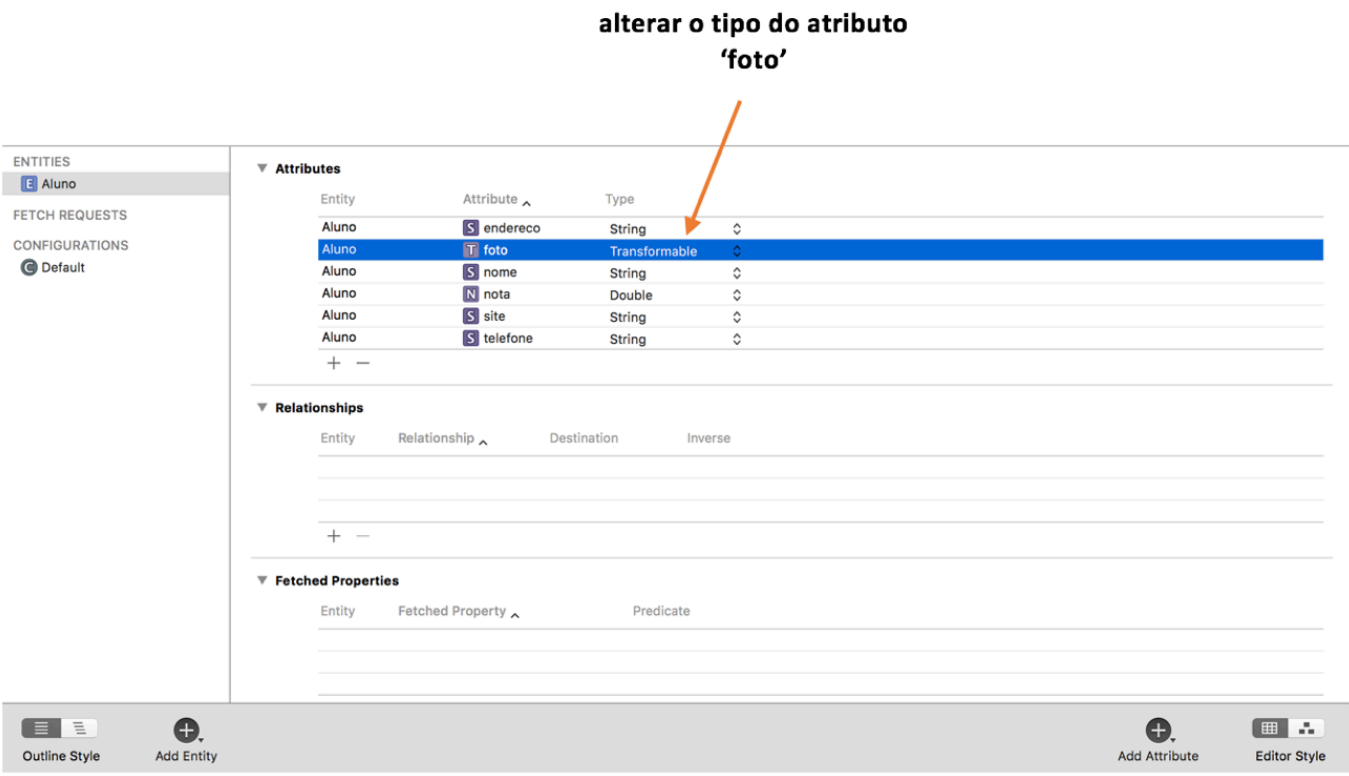 alterar o tipo do atributo
‘foto’
ENTITIES
E Aluno
FETCH REQUESTS
CONFIGURATIONS
C Default
Attributes
Entity Attribute Type
Aluno S endereco String
Aluno T foto Transformable
Aluno S nome String
Aluno N nota Double
Aluno S site String
Aluno S telefone String
Relationships
Entity Relationship Destination Inverse
Fetched Properties
Entity Fetched Property Predicate
Outline Style Add Entity Add Attribute Editor Style